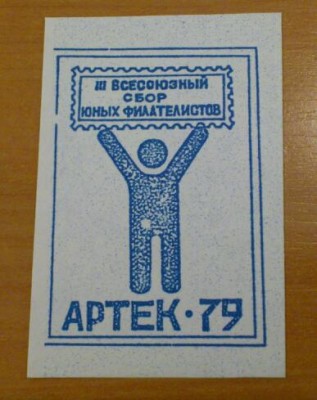 III ВСЕСОЮЗНЫЙ
СБОР
ЮНЫХ ФИЛАТЕЛИСТОВ
АРТЕК · 79